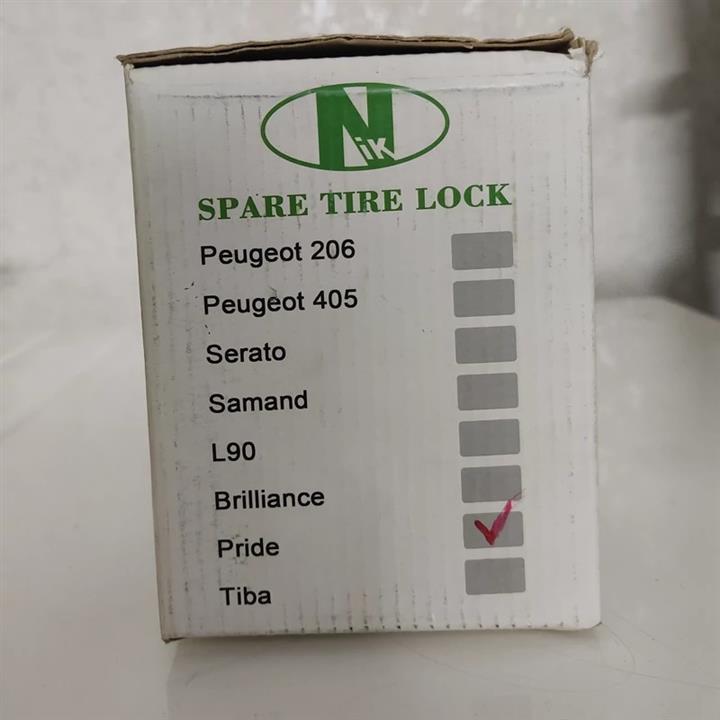 Nik
SPARE TIRE LOCK
Peugeot 206
Peugeot 405
Serato
Samand
L90
Brilliance
Pride
Tiba